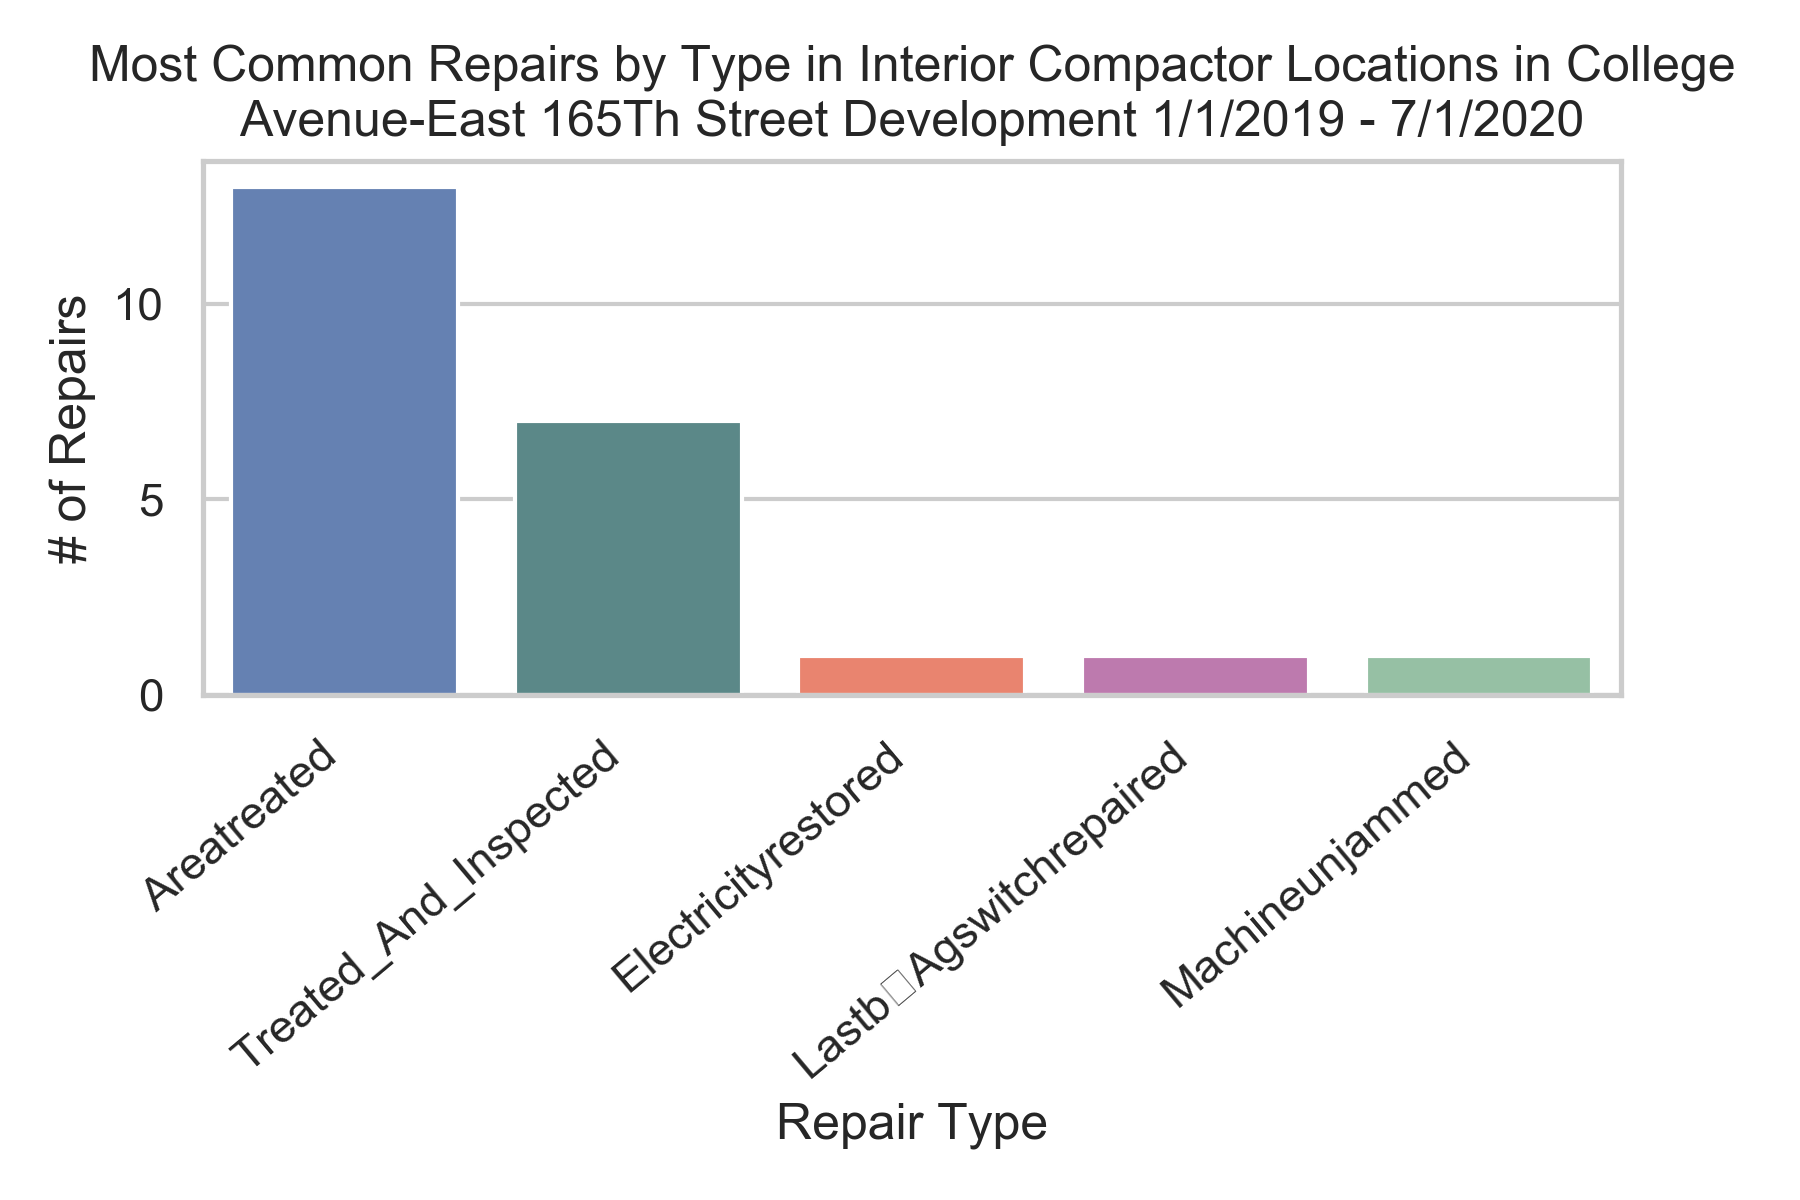 Most Common Repairs by Type in Interior Compactor Locations in College
Avenue-East 165Th Street Development 1/1/2019 - 7/1/2020
# of Repairs
10
5
0
Areatreated
Treated_And_Inspected
Electricityrestored
Lastb□Agswitchrepaired
Machineunjammed
Repair Type